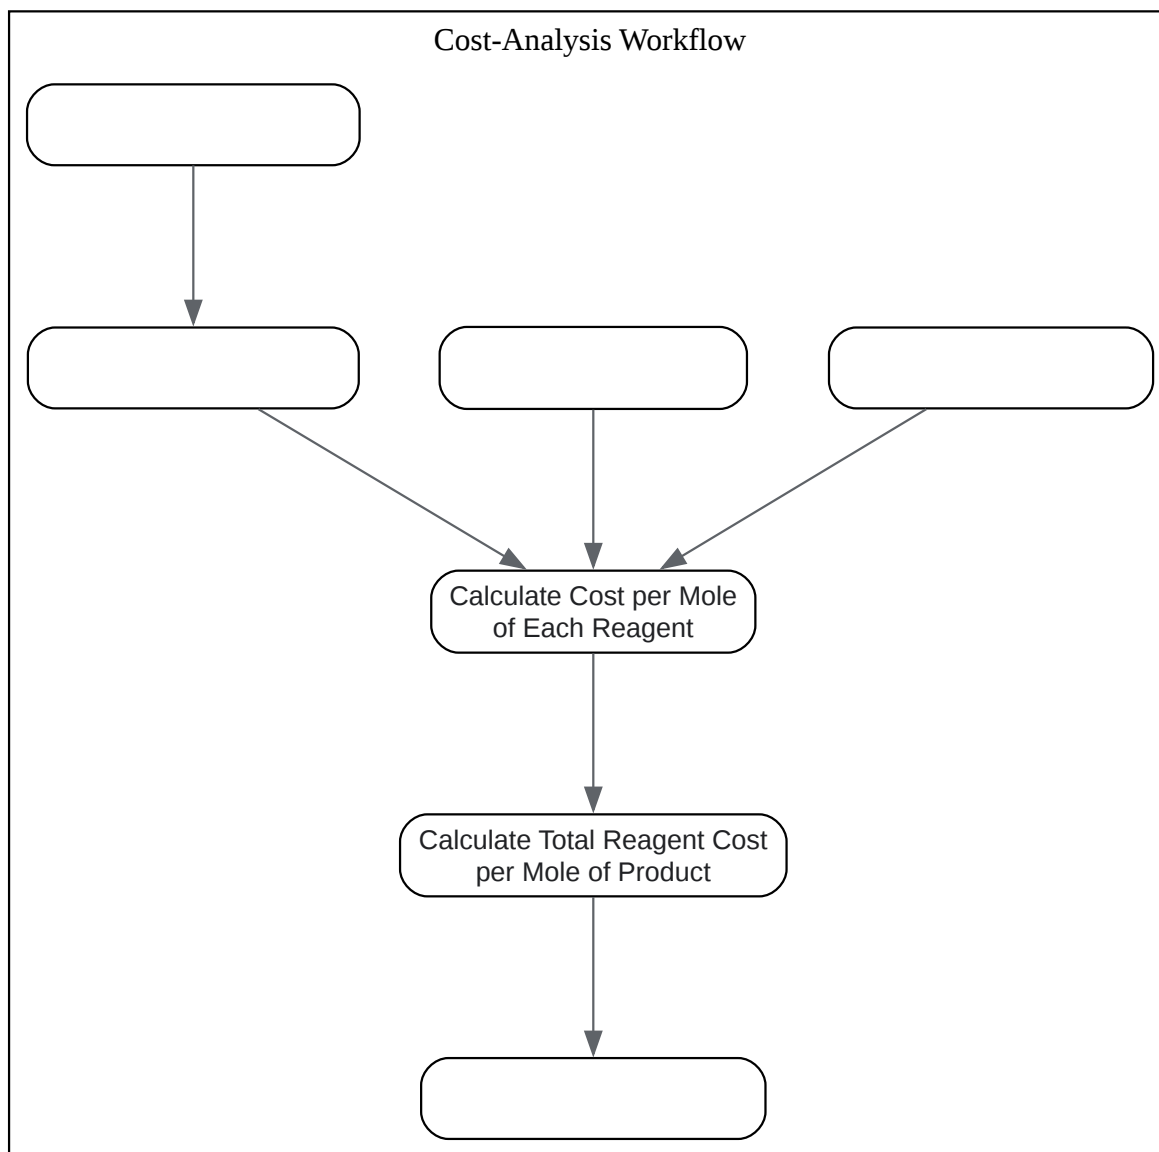 Cost-Analysis Workflow
Calculate Cost per Mole
of Each Reagent
Calculate Total Reagent Cost
per Mole of Product